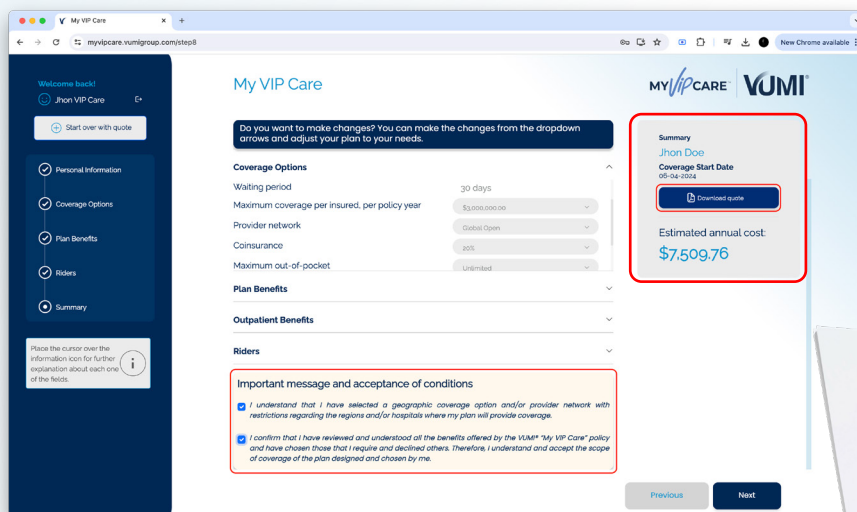 My VIP Care
myvipcare.vumigroup.com/step8
New Chrome available
Welcome back!
Jhon VIP Care
Start over with quote
Personal Information
Coverage Options
Plan Benefits
Riders
Summary
Place the cursor over the
information icon for further
explanation about each one
of the fields.
i
My VIP Care
MY VIP CARE™ VUMI®
Do you want to make changes? You can make the changes from the dropdown
arrows and adjust your plan to your needs.
Coverage Options
Waiting period 30 days
Maximum coverage per insured, per policy year $3,000,000.00
Provider network Global Open
Coinsurance 20%
Maximum out-of-pocket Unlimited
Plan Benefits
Outpatient Benefits
Riders
Important message and acceptance of conditions
I understand that I have selected a geographic coverage option and/or provider network with
restrictions regarding the regions and/or hospitals where my plan will provide coverage.
I confirm that I have reviewed and understood all the benefits offered by the VUMI® "My VIP Care" policy
and have chosen those that I require and declined others. Therefore, I understand and accept the scope
of coverage of the plan designed and chosen by me.
Summary
Jhon Doe
Coverage Start Date
06-04-2024
Download quote
Estimated annual cost:
$7,509.76
Previous
Next